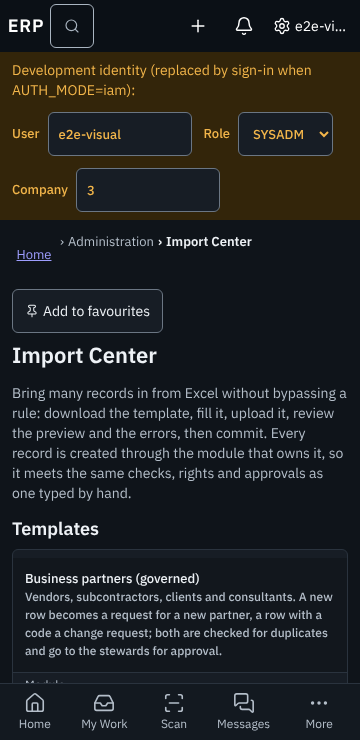 ERP
e2e-vi...
Development identity (replaced by sign-in when
AUTH_MODE=iam):
User
e2e-visual
Role
SYSADM
Company
3
Home
› Administration › Import Center
Add to favourites
Import Center
Bring many records in from Excel without bypassing a
rule: download the template, fill it, upload it, review
the preview and the errors, then commit. Every
record is created through the module that owns it, so
it meets the same checks, rights and approvals as
one typed by hand.
Templates
Business partners (governed)
Vendors, subcontractors, clients and consultants. A new
row becomes a request for a new partner, a row with a
code a change request; both are checked for duplicates
and go to the stewards for approval.
Home
My Work
Scan
Messages
More